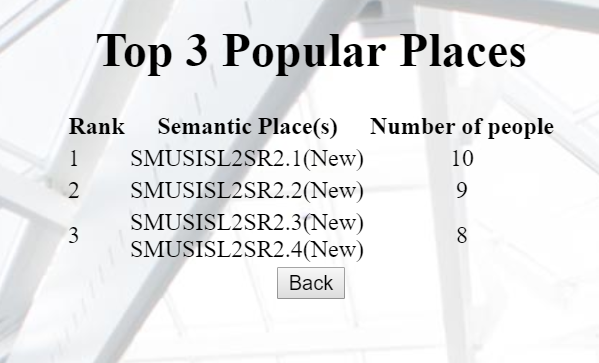 Top 3 Popular Places
Rank Semantic Place(s) Number of people
1 SMUSISL2SR2.1(New) 10
2 SMUSISL2SR2.2(New) 9
3 SMUSISL2SR2.3(New) 8
SMUSISL2SR2.4(New)
Back